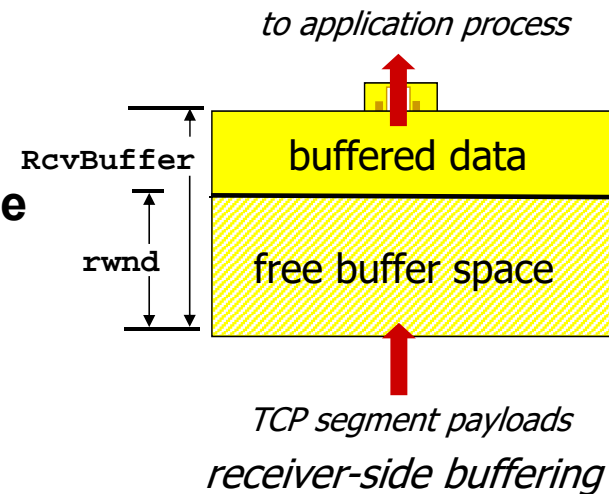 to application process
RcvBuffer
buffered data
e
rwnd
free buffer space
TCP segment payloads
receiver-side buffering